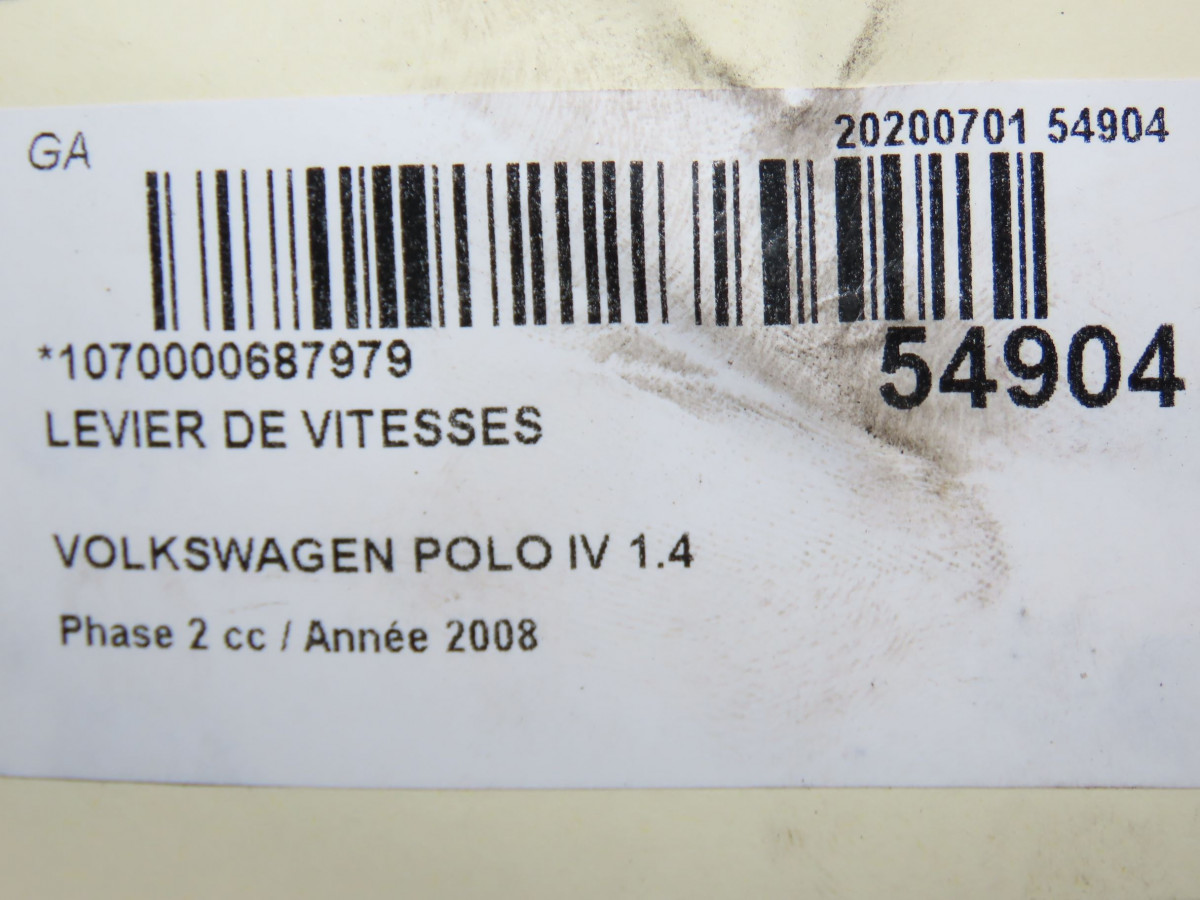 GA
20200701 54904
*1070000687979
54904
LEVIER DE VITESSES
VOLKSWAGEN POLO IV 1.4
Phase 2 cc / Année 2008